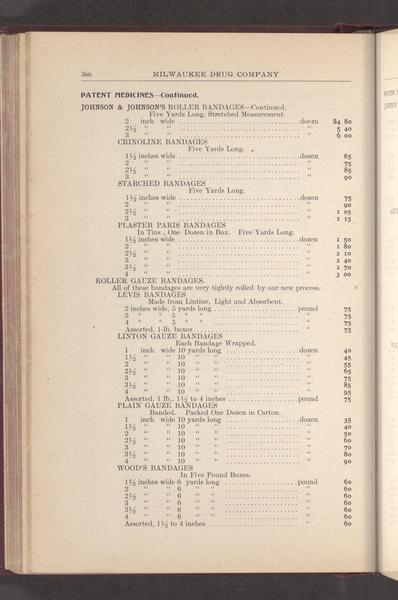 366 MILWAUKEE DRUG COMPANY
PATENT MEDICINES—Continued.
JOHNSON & JOHNSON'S ROLLER BANDAGES—Continued.
Five Yards Long, Stretched Measurement.
2 inch wide dozen $4 80
2½ " " " 5 40
3 " " " 6 00
CRINOLINE BANDAGES
Five Yards Long.
1½ inches wide dozen 65
2 " " " 75
2½ " " " 85
3 " " " 90
STARCHED BANDAGES
Five Yards Long.
1½ inches wide dozen 75
2 " " " 90
2½ " " " 1 05
3 " " " 1 15
PLASTER PARIS BANDAGES
In Tins, One Dozen in Box. Five Yards Long.
1½ inches wide dozen 1 50
2 " " " 1 80
2½ " " " 2 10
3 " " " 2 40
3½ " " " 2 70
4 " " " 3 00
ROLLER GAUZE BANDAGES.
All of these bandages are very tightly rolled by our new process.
LEVIS BANDAGES
Made from Lintine, Light and Absorbent.
2 inches wide, 5 yards long pound 75
3 " " 5 " " " 75
4 " " 5 " " " 75
Assorted, 1-lb. boxes " 75
LINTON GAUZE BANDAGES
Each Bandage Wrapped.
1 inch wide 10 yards long dozen 40
1½ " " 10 " " " 45
2 " " 10 " " " 55
2½ " " 10 " " " 65
3 " " 10 " " " 75
3½ " " 10 " " " 85
4 " " 10 " " " 95
Assorted, 1 lb., 1½ to 4 inches pound 75
PLAIN GAUZE BANDAGES
Banded. Packed One Dozen in Carton.
1 inch wide 10 yards long dozen 35
1½ " " 10 " " " 40
2 " " 10 " " " 50
2½ " " 10 " " " 60
3 " " 10 " " " 70
3½ " " 10 " " " 80
4 " " 10 " " " 90
WOOD'S BANDAGES
In Five Pound Boxes.
1½ inches wide 6 yards long pound 60
2 " " 6 " " " 60
2½ " " 6 " " " 60
3 " " 6 " " " 60
3½ " " 6 " " " 60
4 " " 6 " " " 60
Assorted, 1½ to 4 inches " 60